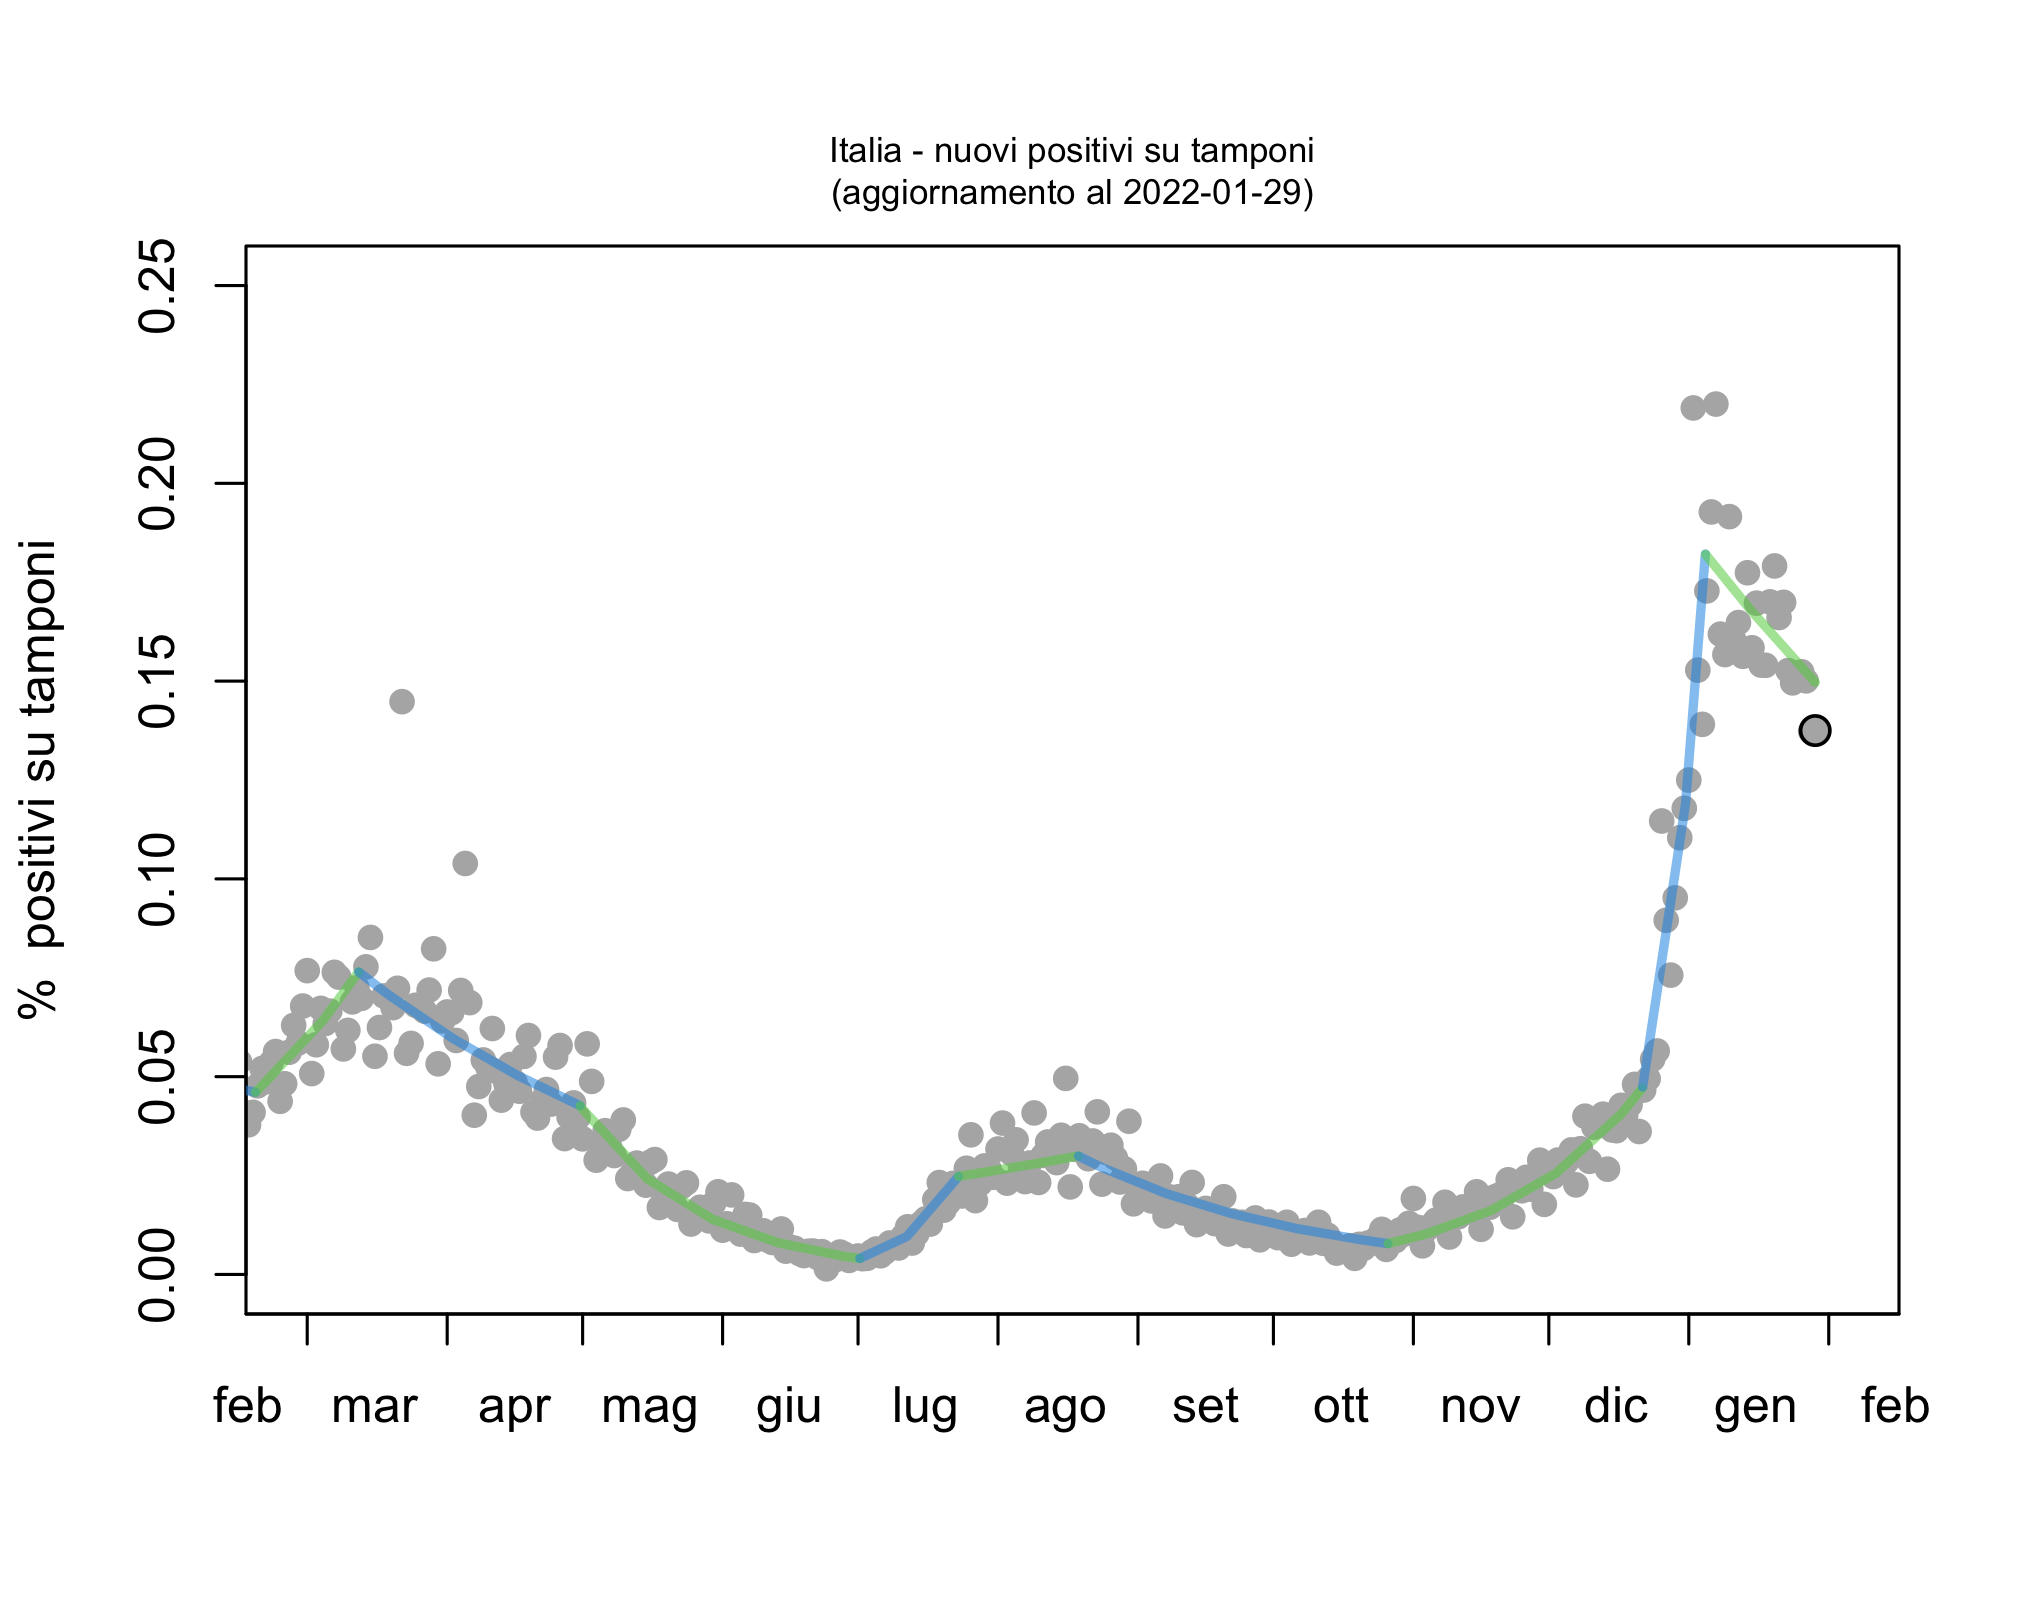 Italia - nuovi positivi su tamponi
(aggiornamento al 2022-01-29)
% positivi su tamponi
0.25
0.20
0.15
0.10
0.05
0.00
feb mar apr mag giu lug ago set ott nov dic gen feb